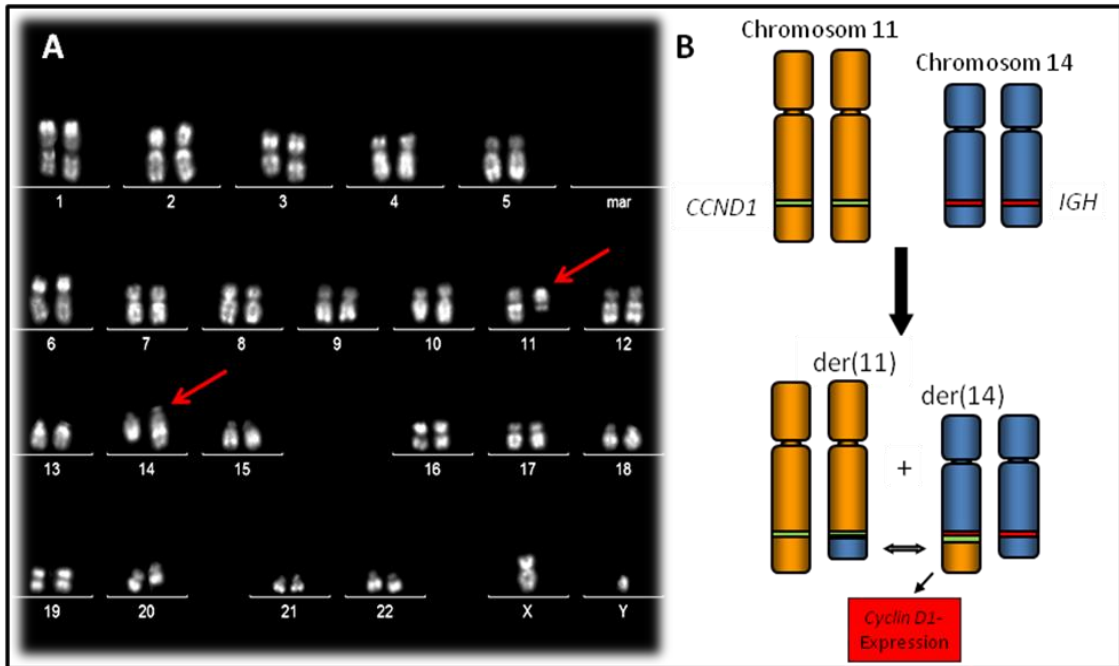 A
1 2 3 4 5 mar
6 7 8 9 10 11 12
13 14 15 16 17 18
19 20 21 22 X Y
B
Chromosom 11
Chromosom 14
CCND1
IGH
der(11)
der(14)
+
Cyclin D1-
Expression